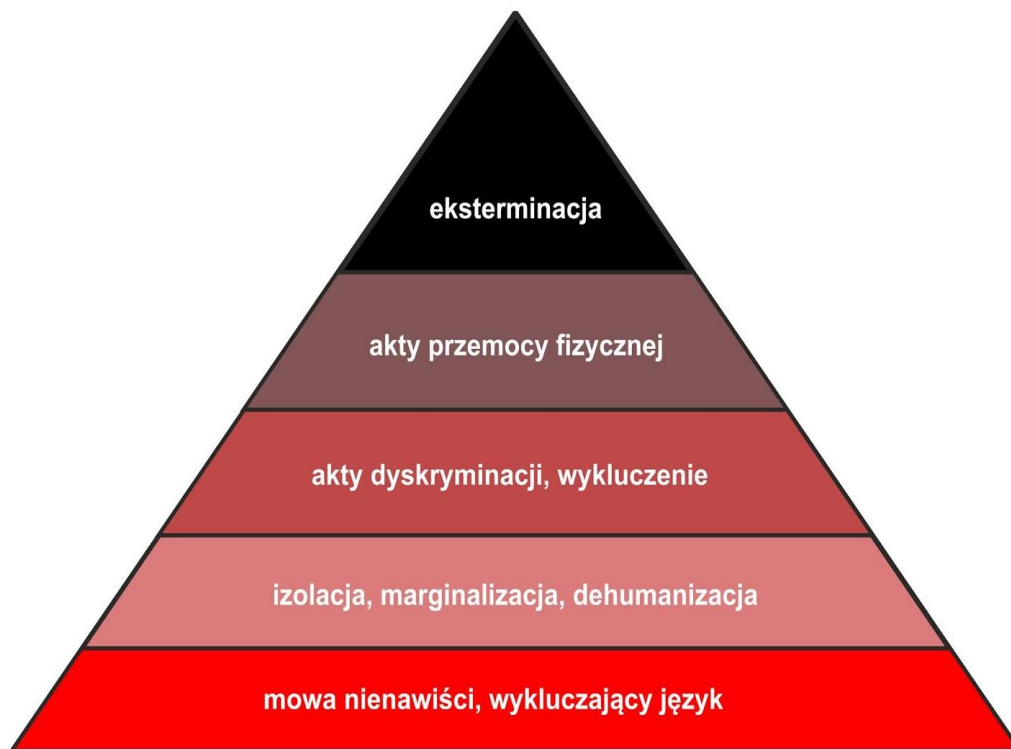 eksterminacja
akty przemocy fizycznej
akty dyskryminacji, wykluczenie
izolacja, marginalizacja, dehumanizacja
mowa nienawiści, wykluczający język